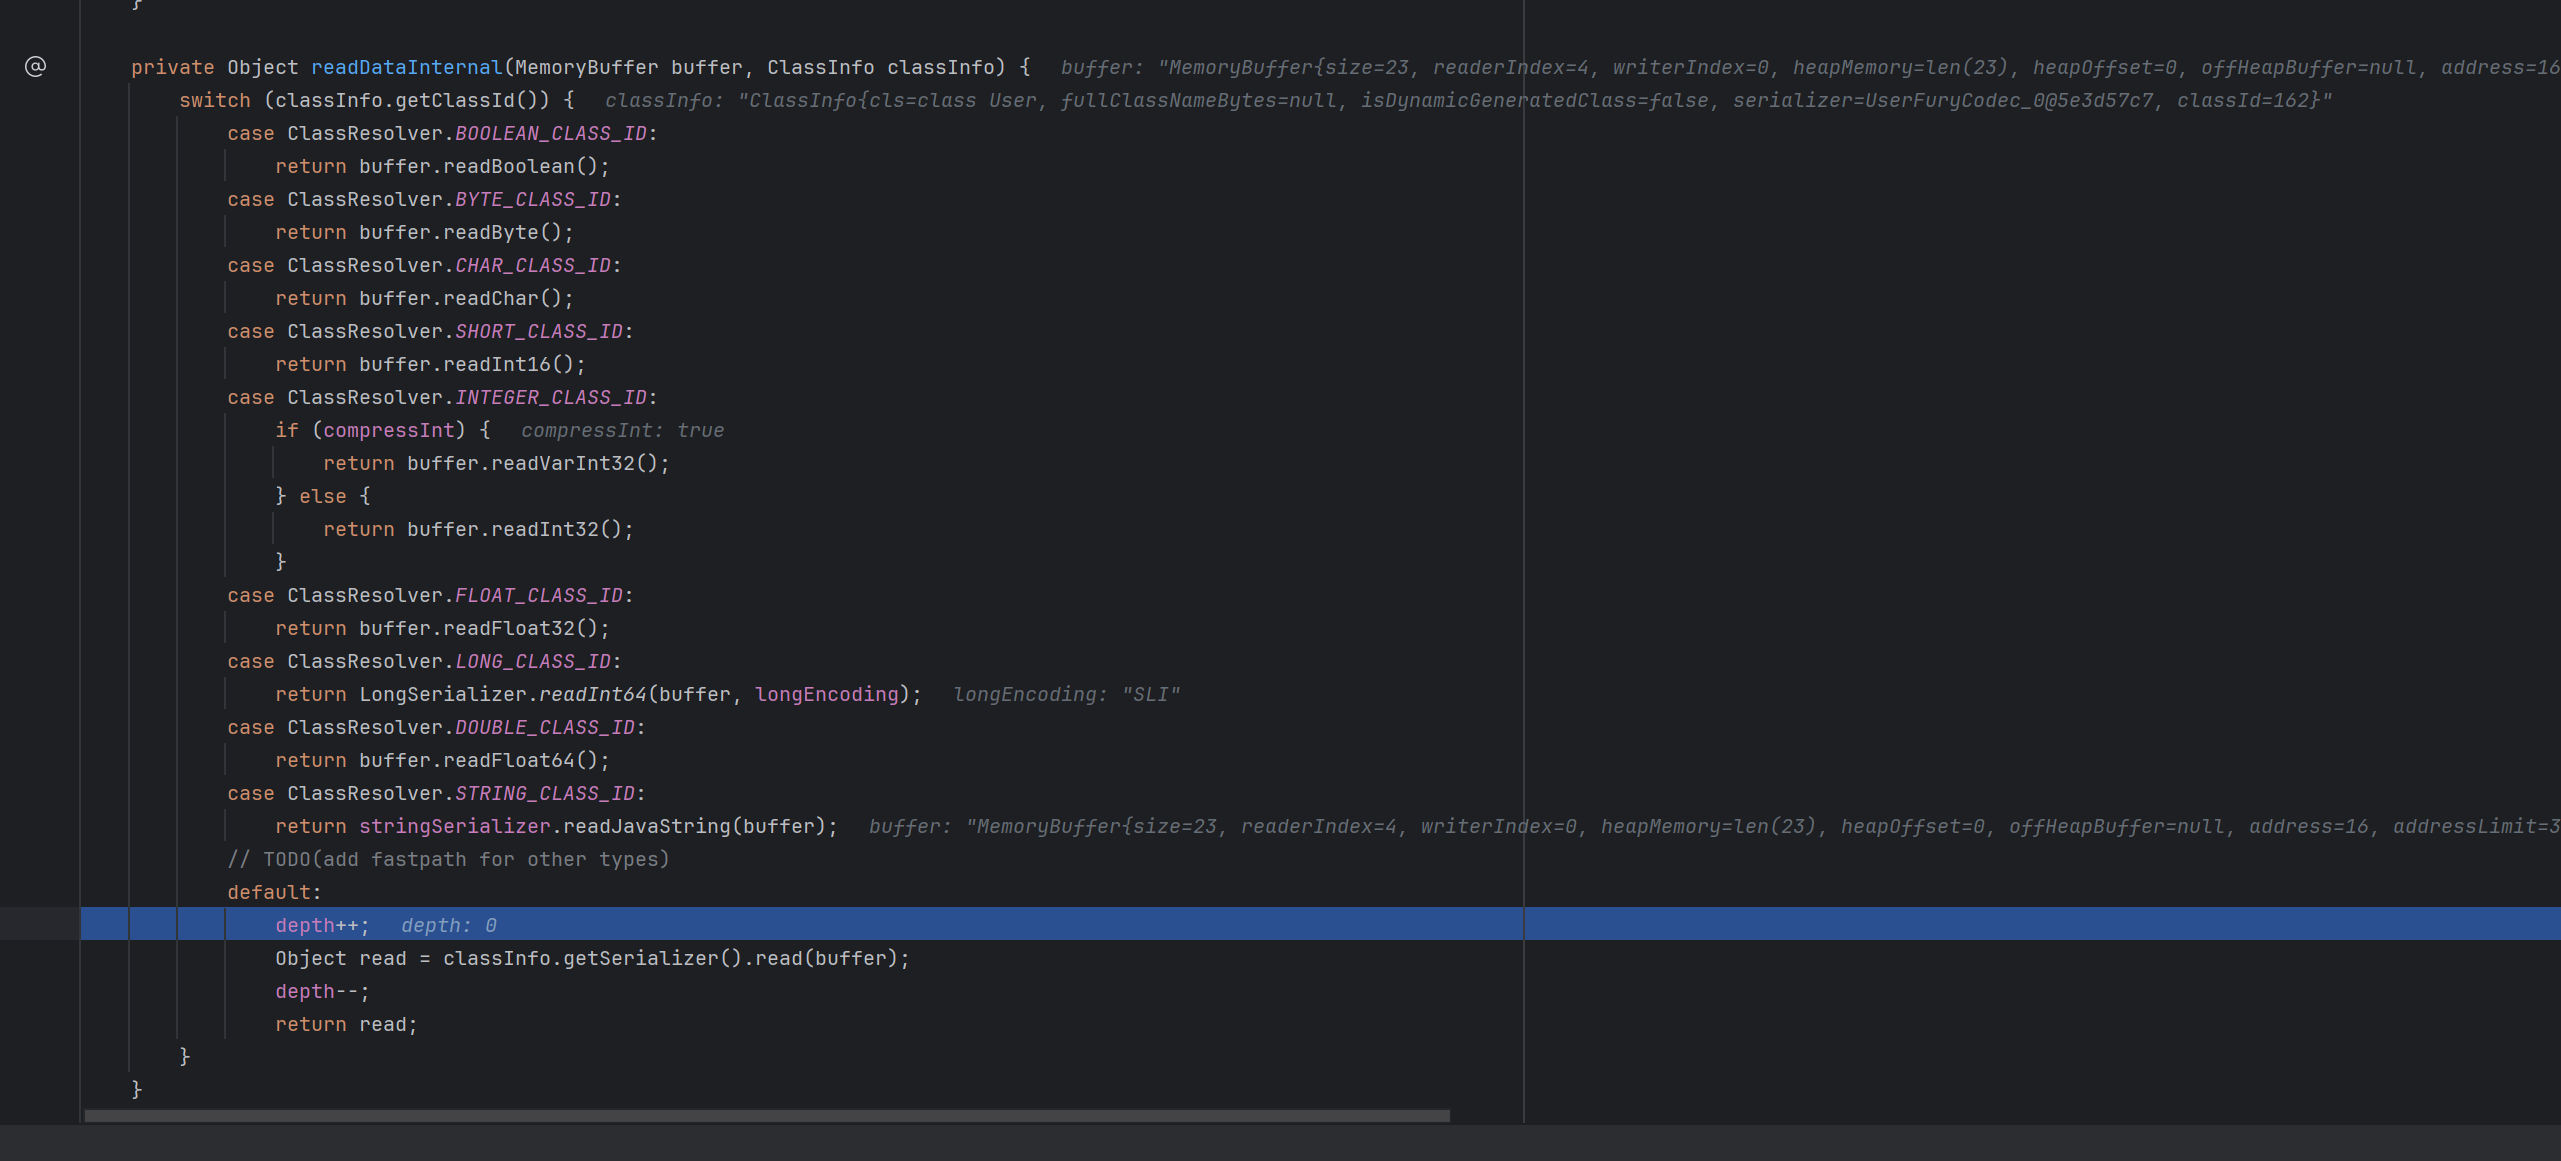 }
@
private Object readDataInternal(MemoryBuffer buffer, ClassInfo classInfo) {   buffer: "MemoryBuffer{size=23, readerIndex=4, writerIndex=0, heapMemory=len(23), heapOffset=0, offHeapBuffer=null, address=16
switch (classInfo.getClassId()) {   classInfo: "ClassInfo{cls=class User, fullClassNameBytes=null, isDynamicGeneratedClass=false, serializer=UserFuryCodec_0@5e3d57c7, classId=162}"
case ClassResolver.BOOLEAN_CLASS_ID:
return buffer.readBoolean();
case ClassResolver.BYTE_CLASS_ID:
return buffer.readByte();
case ClassResolver.CHAR_CLASS_ID:
return buffer.readChar();
case ClassResolver.SHORT_CLASS_ID:
return buffer.readInt16();
case ClassResolver.INTEGER_CLASS_ID:
if (compressInt) {   compressInt: true
return buffer.readVarInt32();
} else {
return buffer.readInt32();
}
case ClassResolver.FLOAT_CLASS_ID:
return buffer.readFloat32();
case ClassResolver.LONG_CLASS_ID:
return LongSerializer.readInt64(buffer, longEncoding);   longEncoding: "SLI"
case ClassResolver.DOUBLE_CLASS_ID:
return buffer.readFloat64();
case ClassResolver.STRING_CLASS_ID:
return stringSerializer.readJavaString(buffer);   buffer: "MemoryBuffer{size=23, readerIndex=4, writerIndex=0, heapMemory=len(23), heapOffset=0, offHeapBuffer=null, address=16, addressLimit=3
// TODO(add fastpath for other types)
default:
depth++;   depth: 0
Object read = classInfo.getSerializer().read(buffer);
depth--;
return read;
}
}